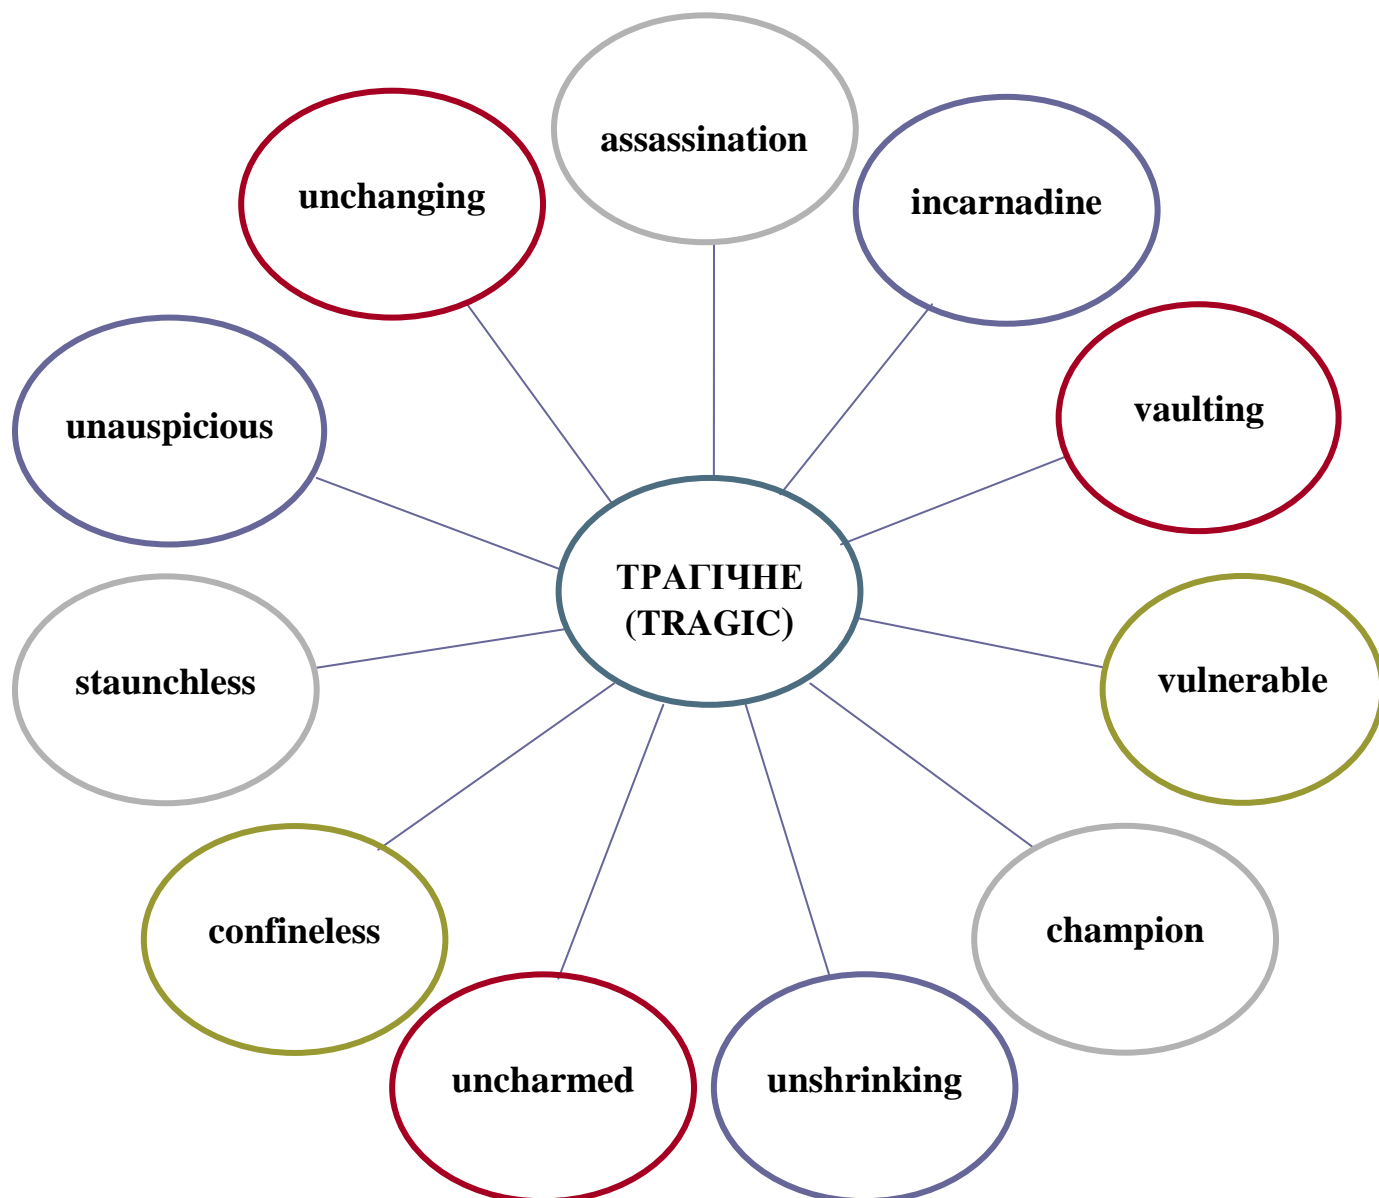 assassination
unchanging
incarnadine
vaulting
unauspicious
ТРАГІЧНЕ
(TRAGIC)
staunchless
vulnerable
confineless
champion
uncharmed
unshrinking